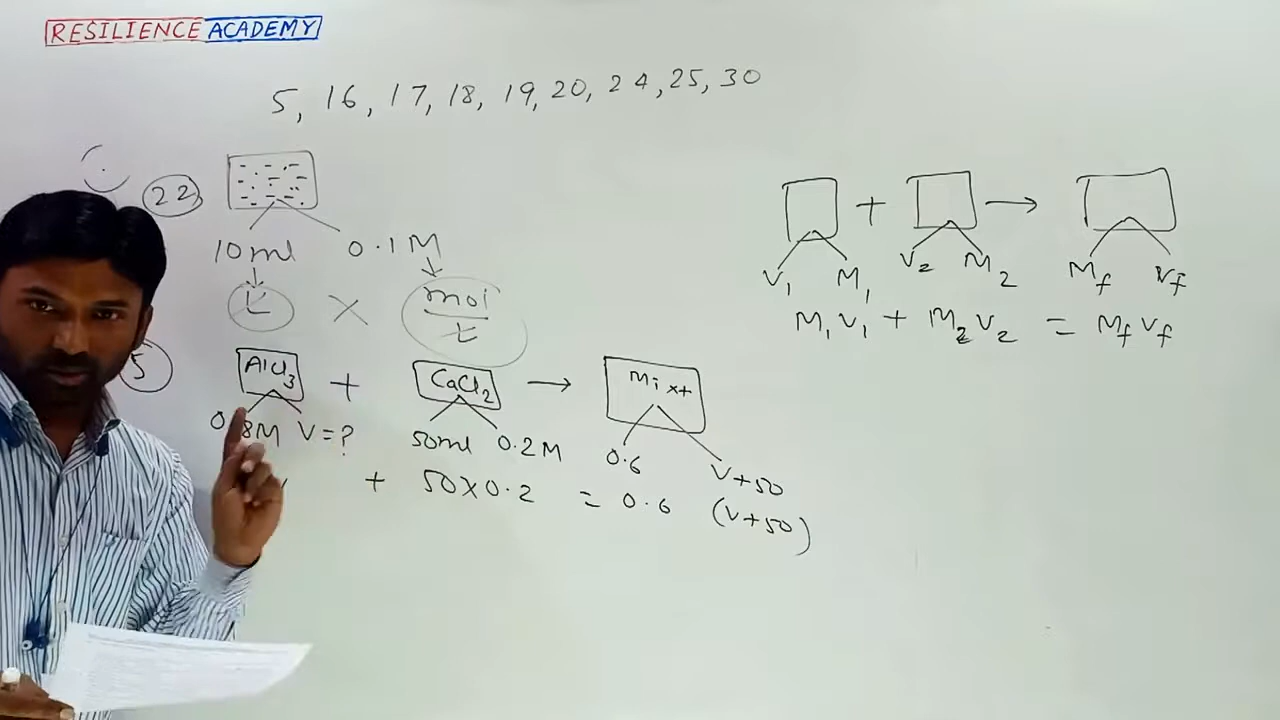 RESILIENCE ACADEMY
5, 16, 17, 18, 19, 20, 24, 25, 30
22
10ml 0.1M
L × mol/L
V1 M1 + V2 M2 → Mf Vf
M1V1 + M2V2 = MfVf
5
AlCl3 + CaCl2 → Mixt
V=? 50ml 0.2M 0.6 V+50
+ 50×0.2 = 0.6 (V+50)